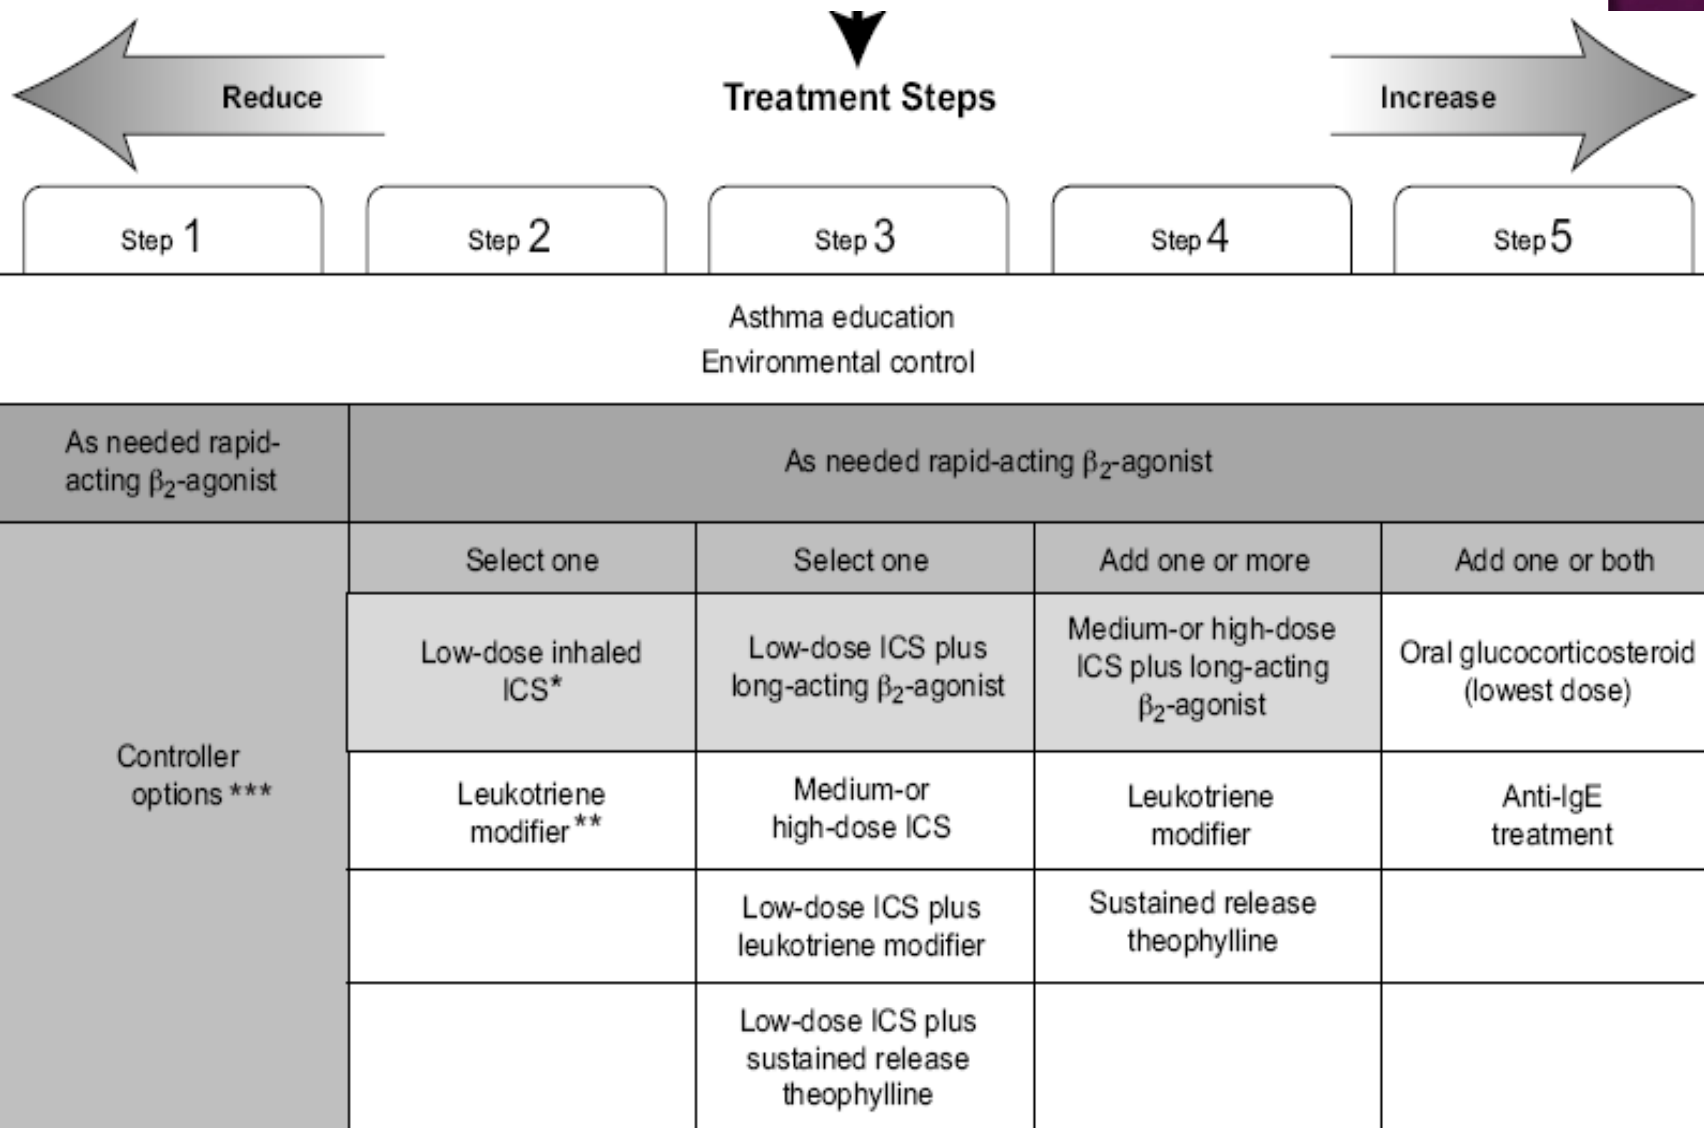 Reduce
Treatment Steps
Increase
Step 1
Step 2
Step 3
Step 4
Step 5
Asthma education
Environmental control
As needed rapid-
acting β₂-agonist
As needed rapid-acting β₂-agonist
Controller
options ***
Select one
Select one
Add one or more
Add one or both
Low-dose inhaled
ICS*
Low-dose ICS plus
long-acting β₂-agonist
Medium-or high-dose
ICS plus long-acting
β₂-agonist
Oral glucocorticosteroid
(lowest dose)
Leukotriene
modifier **
Medium-or
high-dose ICS
Leukotriene
modifier
Anti-IgE
treatment
Low-dose ICS plus
leukotriene modifier
Sustained release
theophylline
Low-dose ICS plus
sustained release
theophylline